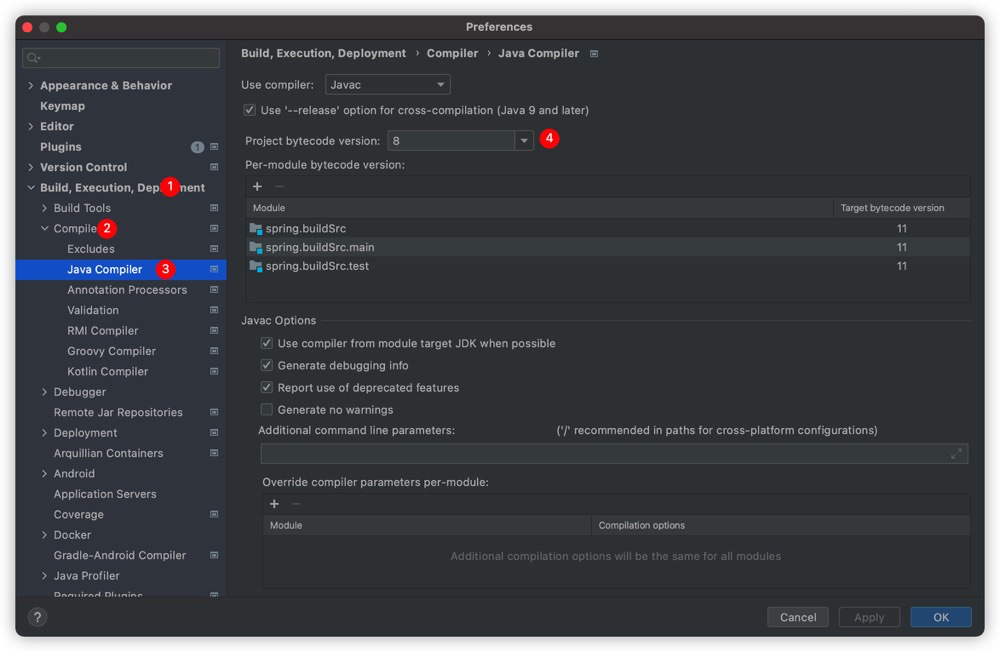 Preferences
Appearance & Behavior
Keymap
Editor
Plugins 1
Version Control
Build, Execution, Dep 1 ment
Build Tools
Compile 2
Excludes
Java Compiler 3
Annotation Processors
Validation
RMI Compiler
Groovy Compiler
Kotlin Compiler
Debugger
Remote Jar Repositories
Deployment
Arquillian Containers
Android
Application Servers
Coverage
Docker
Gradle-Android Compiler
Java Profiler
Required Plugins
Build, Execution, Deployment › Compiler › Java Compiler
Use compiler: Javac
Use '--release' option for cross-compilation (Java 9 and later)
Project bytecode version: 8 4
Per-module bytecode version:
+ −
Module Target bytecode version
spring.buildSrc 11
spring.buildSrc.main 11
spring.buildSrc.test 11
Javac Options
Use compiler from module target JDK when possible
Generate debugging info
Report use of deprecated features
Generate no warnings
Additional command line parameters: ('/' recommended in paths for cross-platform configurations)
Override compiler parameters per-module:
+ −
Module Compilation options
Additional compilation options will be the same for all modules
? Cancel Apply OK